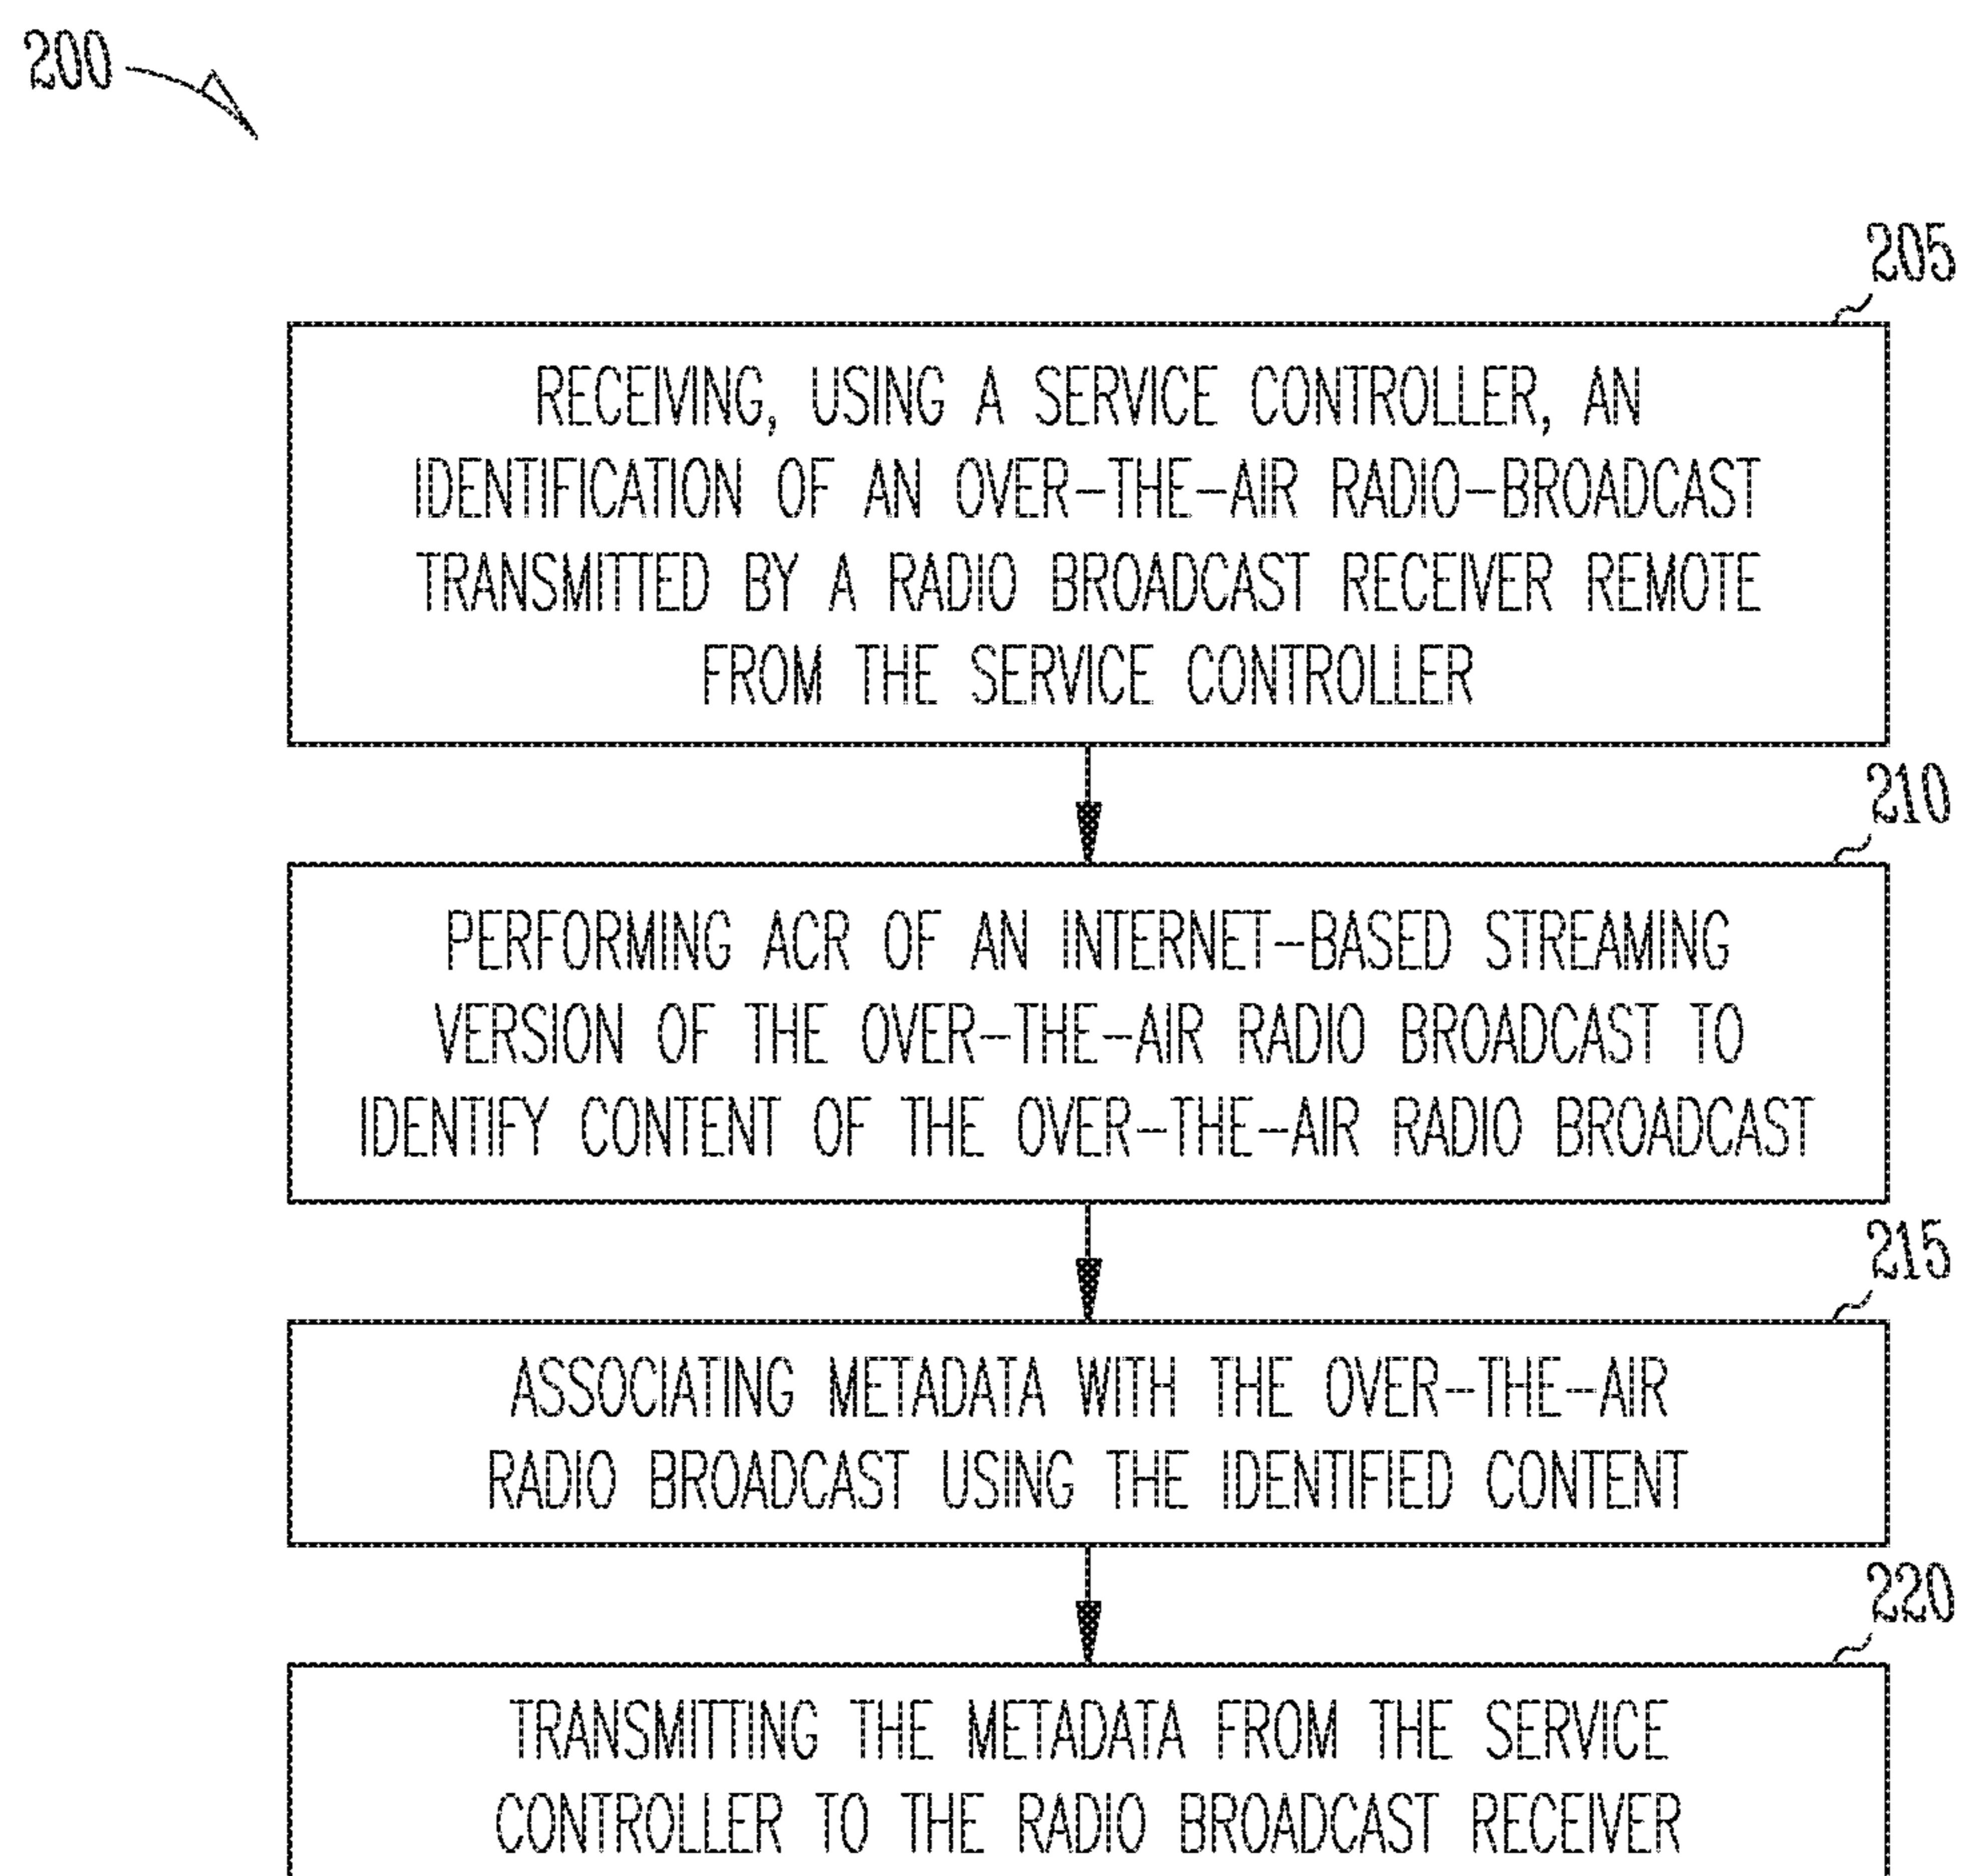 200
205
RECEIVING, USING A SERVICE CONTROLLER, AN
IDENTIFICATION OF AN OVER-THE-AIR RADIO-BROADCAST
TRANSMITTED BY A RADIO BROADCAST RECEIVER REMOTE
FROM THE SERVICE CONTROLLER
210
PERFORMING ACR OF AN INTERNET-BASED STREAMING
VERSION OF THE OVER-THE-AIR RADIO BROADCAST TO
IDENTIFY CONTENT OF THE OVER-THE-AIR RADIO BROADCAST
215
ASSOCIATING METADATA WITH THE OVER-THE-AIR
RADIO BROADCAST USING THE IDENTIFIED CONTENT
220
TRANSMITTING THE METADATA FROM THE SERVICE
CONTROLLER TO THE RADIO BROADCAST RECEIVER